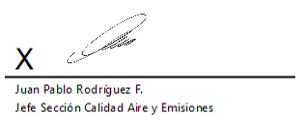 X
Juan Pablo Rodríguez F.
Jefe Sección Calidad Aire y Emisiones